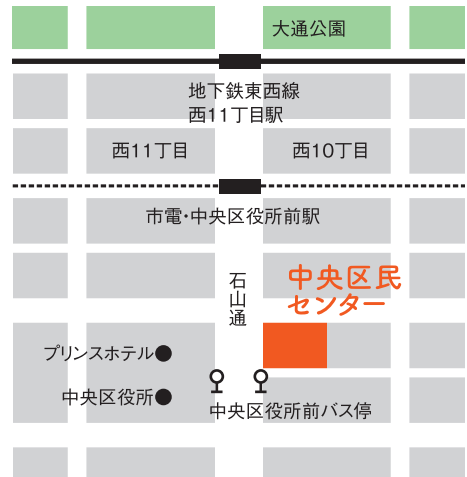 大通公園
地下鉄東西線
西11丁目駅
西11丁目
西10丁目
市電・中央区役所前駅
石山通
中央区民
センター
プリンスホテル
中央区役所
中央区役所前バス停